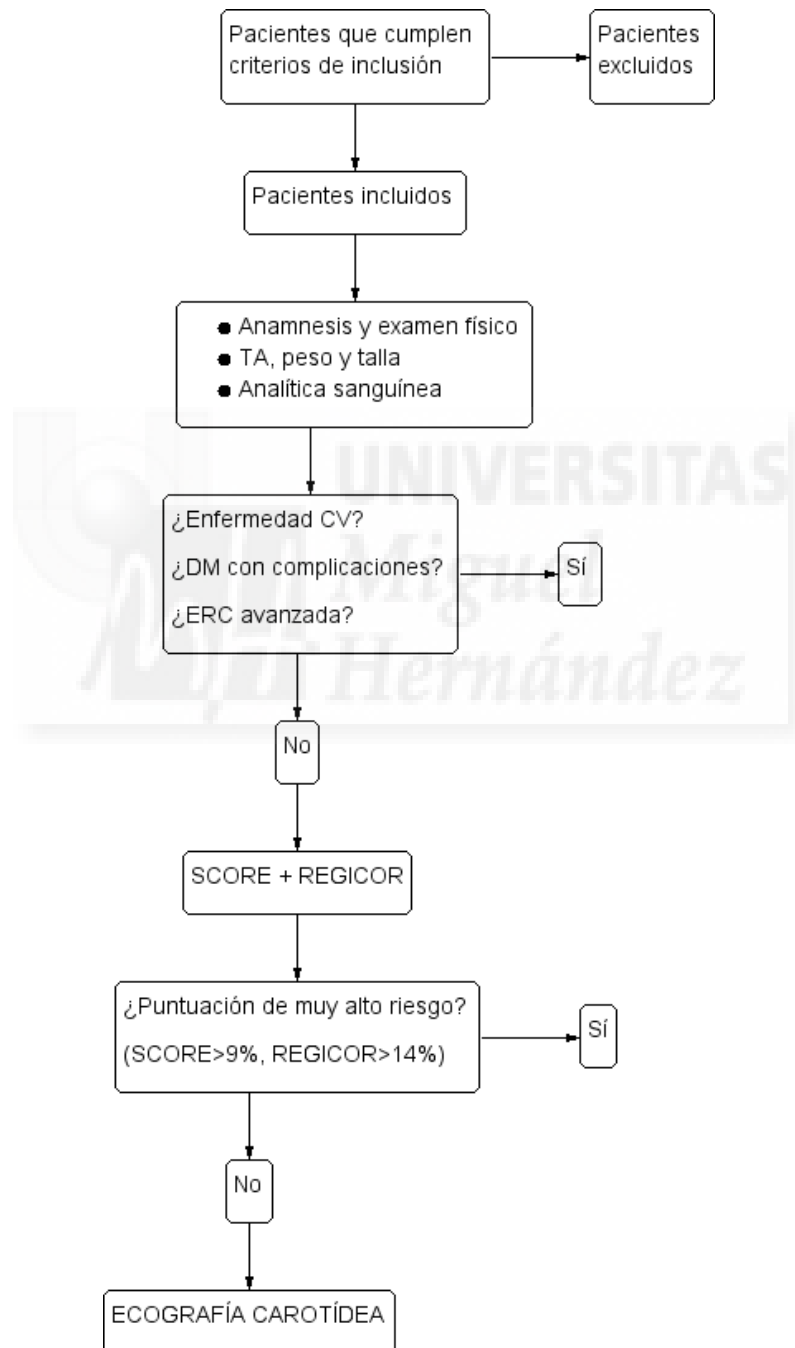 Pacientes que cumplen
criterios de inclusión
Pacientes
excluidos
Pacientes incluidos
● Anamnesis y examen físico
● TA, peso y talla
● Analítica sanguínea
UNIVERSITAS
Miguel
Hernández
¿Enfermedad CV?
¿DM con complicaciones?
¿ERC avanzada?
Sí
No
SCORE + REGICOR
¿Puntuación de muy alto riesgo?
(SCORE>9%, REGICOR>14%)
Sí
No
ECOGRAFÍA CAROTÍDEA